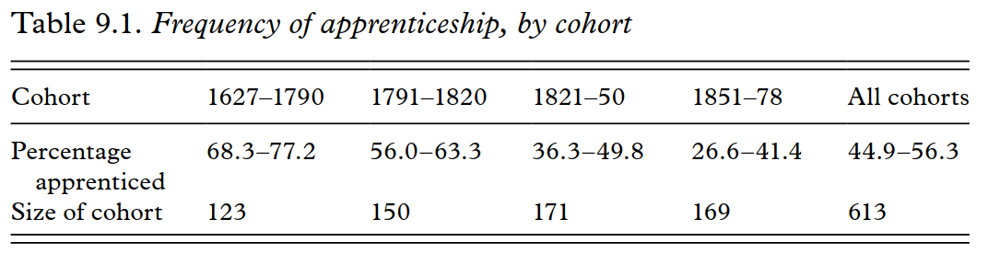 Table 9.1. Frequency of apprenticeship, by cohort
Cohort 1627–1790 1791–1820 1821–50 1851–78 All cohorts
Percentage 68.3–77.2 56.0–63.3 36.3–49.8 26.6–41.4 44.9–56.3
apprenticed
Size of cohort 123 150 171 169 613